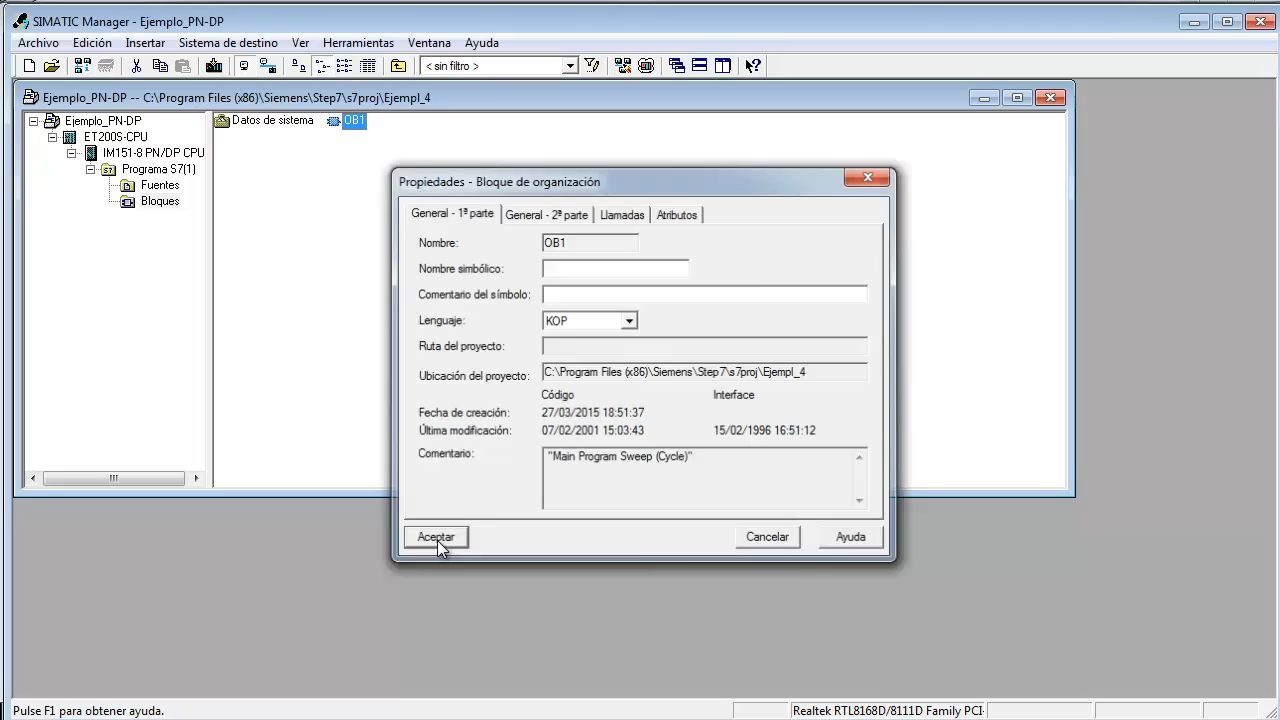 SIMATIC Manager - Ejemplo_PN-DP
Archivo Edición Insertar Sistema de destino Ver Herramientas Ventana Ayuda
< sin filtro >
Ejemplo_PN-DP -- C:\Program Files (x86)\Siemens\Step7\s7proj\Ejempl_4
Ejemplo_PN-DP
ET200S-CPU
IM151-8 PN/DP CPU
Programa S7(1)
Fuentes
Bloques
Datos de sistema OB1
Propiedades - Bloque de organización
General - 1ª parte General - 2ª parte Llamadas Atributos
Nombre: OB1
Nombre simbólico:
Comentario del símbolo:
Lenguaje: KOP
Ruta del proyecto:
Ubicación del proyecto: C:\Program Files (x86)\Siemens\Step7\s7proj\Ejempl_4
Código Interface
Fecha de creación: 27/03/2015 18:51:37
Última modificación: 07/02/2001 15:03:43 15/02/1996 16:51:12
Comentario: "Main Program Sweep (Cycle)"
Aceptar Cancelar Ayuda
Pulse F1 para obtener ayuda. Realtek RTL8168D/8111D Family PCI-